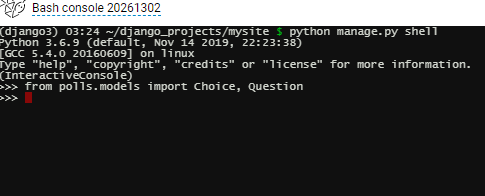 Bash console 20261302
(django3) 03:24 ~/django_projects/mysite $ python manage.py shell
Python 3.6.9 (default, Nov 14 2019, 22:23:38)
[GCC 5.4.0 20160609] on linux
Type "help", "copyright", "credits" or "license" for more information.
(InteractiveConsole)
>>> from polls.models import Choice, Question
>>>